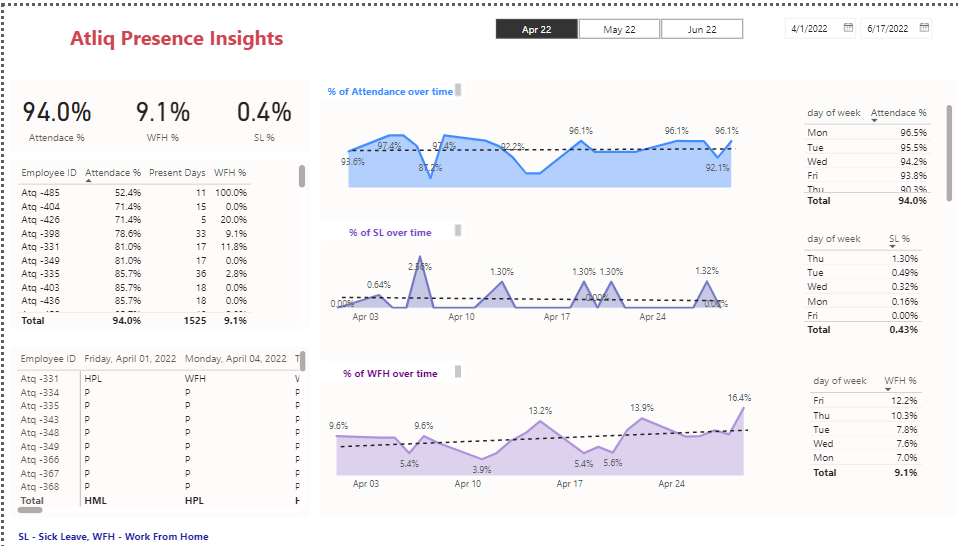 Atliq Presence Insights
Apr 22 May 22 Jun 22
4/1/2022 6/17/2022
94.0% 9.1% 0.4%
Attendace % WFH % SL %
Employee ID Attendace % Present Days WFH %
Atq -485 52.4% 11 100.0%
Atq -404 71.4% 15 0.0%
Atq -426 71.4% 5 20.0%
Atq -398 78.6% 33 9.1%
Atq -331 81.0% 17 11.8%
Atq -349 81.0% 17 0.0%
Atq -335 85.7% 36 2.8%
Atq -403 85.7% 18 0.0%
Atq -436 85.7% 18 0.0%
Total 94.0% 1525 9.1%
Employee ID Friday, April 01, 2022 Monday, April 04, 2022 T
Atq -331 HPL WFH
Atq -334 P P
Atq -335 P P
Atq -343 P P
Atq -348 P P
Atq -349 P P
Atq -366 P P
Atq -367 P P
Atq -368 P P
Total HML HPL
% of Attendance over time
93.6% 97.4% 87.2% 97.4% 92.2% 96.1% 96.1% 92.1% 96.1%
% of SL over time
0.00% 0.64% 1.30% 1.30% 0.00% 1.30% 1.32%
Apr 03 Apr 10 Apr 17 Apr 24
% of WFH over time
9.6% 5.4% 9.6% 3.9% 13.2% 5.4% 5.6% 13.9% 16.4%
Apr 03 Apr 10 Apr 17 Apr 24
day of week Attendace %
Mon 96.5%
Tue 95.5%
Wed 94.2%
Fri 93.8%
Thu 90.3%
Total 94.0%
day of week SL %
Thu 1.30%
Tue 0.49%
Wed 0.32%
Mon 0.16%
Fri 0.00%
Total 0.43%
day of week WFH %
Fri 12.2%
Thu 10.3%
Tue 7.8%
Wed 7.6%
Mon 7.0%
Total 9.1%
SL - Sick Leave, WFH - Work From Home